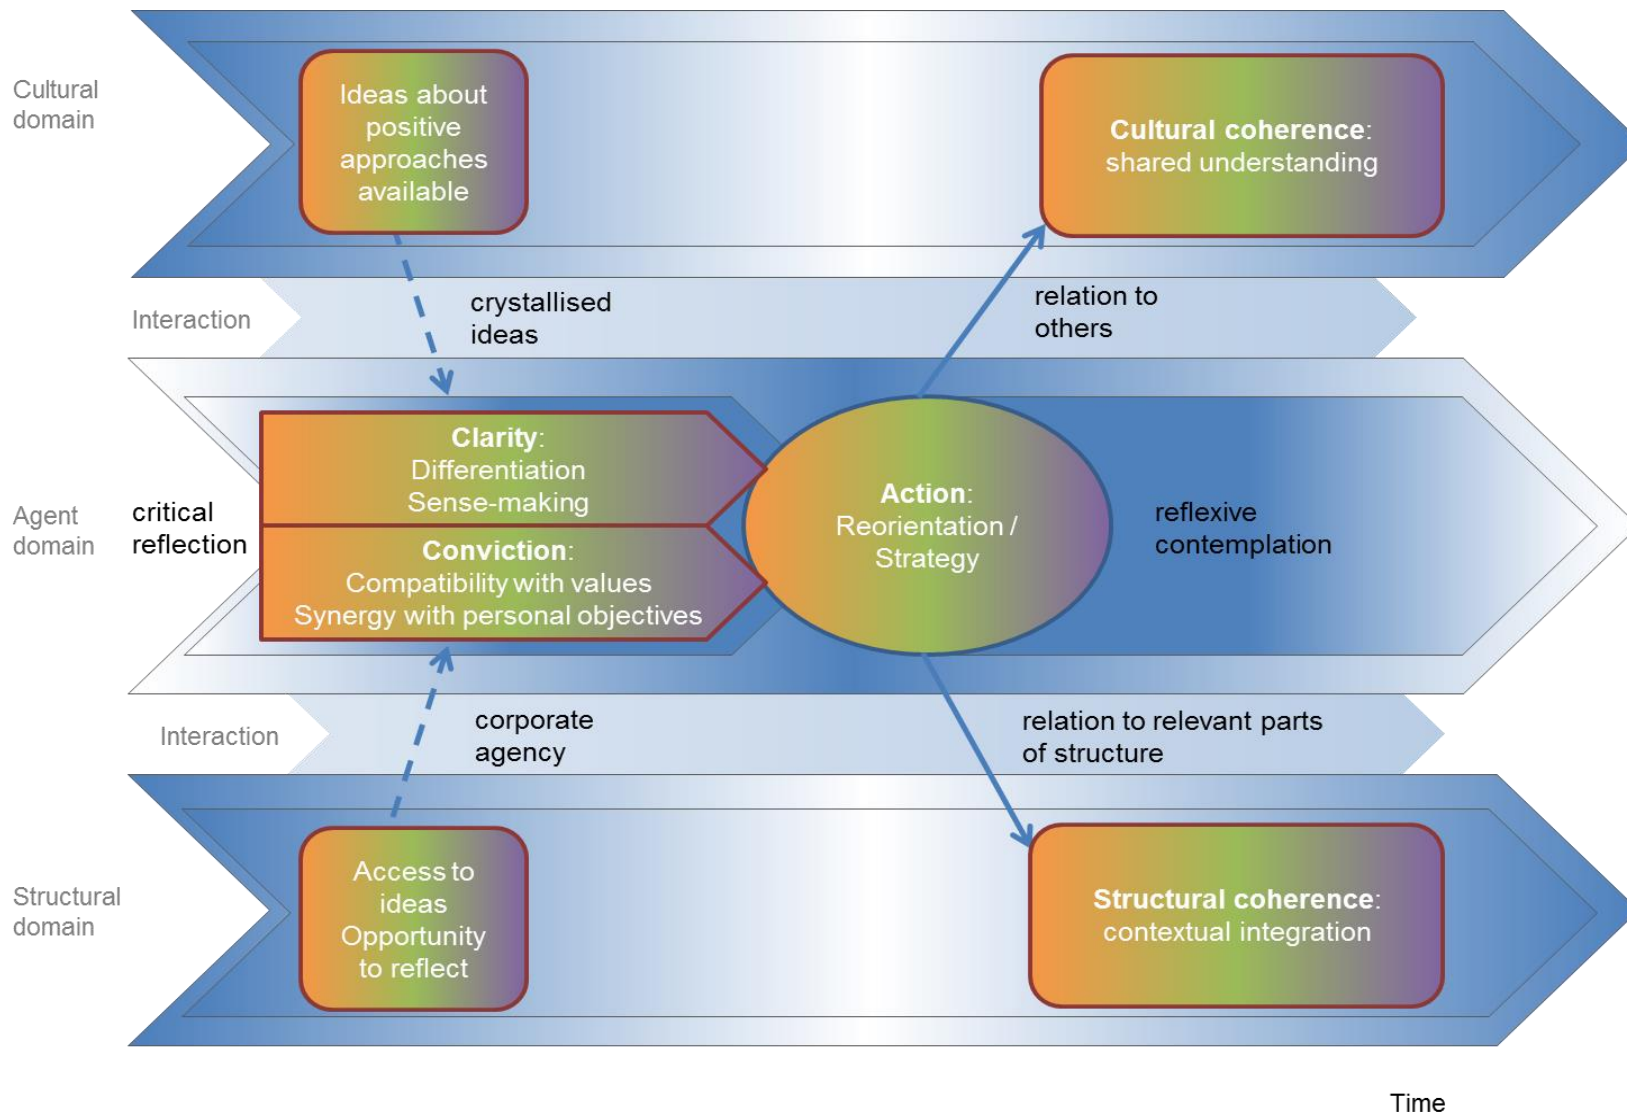 Cultural
domain
Ideas about
positive
approaches
available
Cultural coherence:
shared understanding
Interaction
crystallised
ideas
relation to
others
Agent
domain
critical
reflection
Clarity:
Differentiation
Sense-making
Conviction:
Compatibility with values
Synergy with personal objectives
Action:
Reorientation /
Strategy
reflexive
contemplation
Interaction
corporate
agency
relation to relevant parts
of structure
Structural
domain
Access to
ideas
Opportunity
to reflect
Structural coherence:
contextual integration
Time